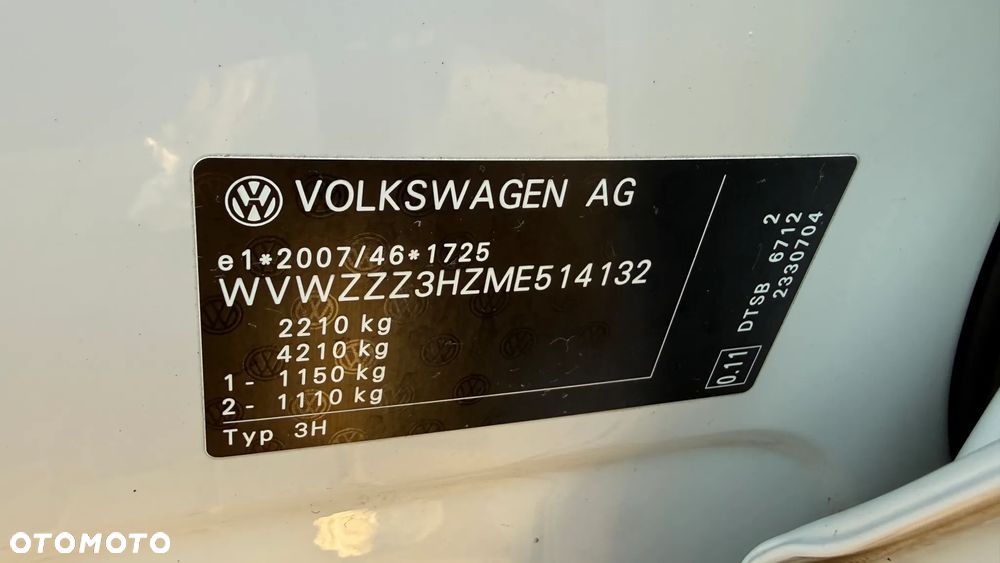 VOLKSWAGEN AG
e1*2007/46*1725
WVWZZZ3HZME514132
2210 kg
4210 kg
1 - 1150 kg
2 - 1110 kg
Typ 3H
0.11 DTSB 6712 2
2330704
OTOMOTO